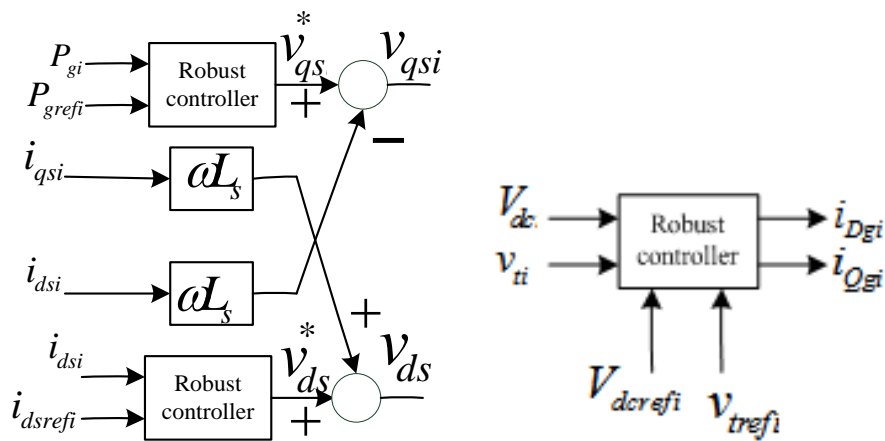 P_gi
Robust
controller
v*_qs
v_qsi
P_grefi
+
−
i_qsi
ωL_s
i_dsi
ωL_s
+
i_dsi
Robust
controller
v*_ds
v_ds
i_dsrefi
+
V_dci
Robust
controller
i_Dgi
v_ti
i_Qgi
V_dcrefi
v_trefi